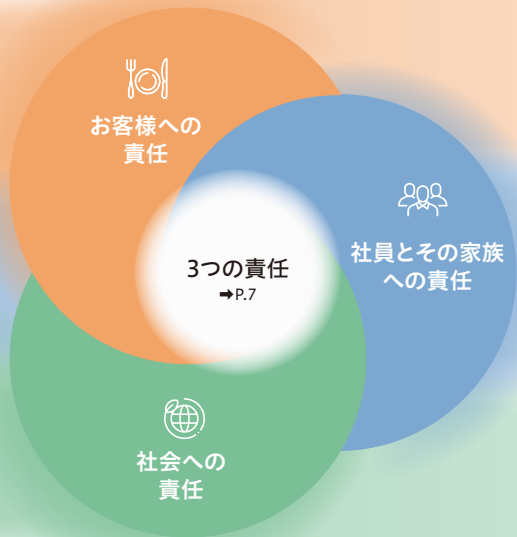 お客様への
責任
社員とその家族
への責任
3つの責任
➡P.7
社会への
責任